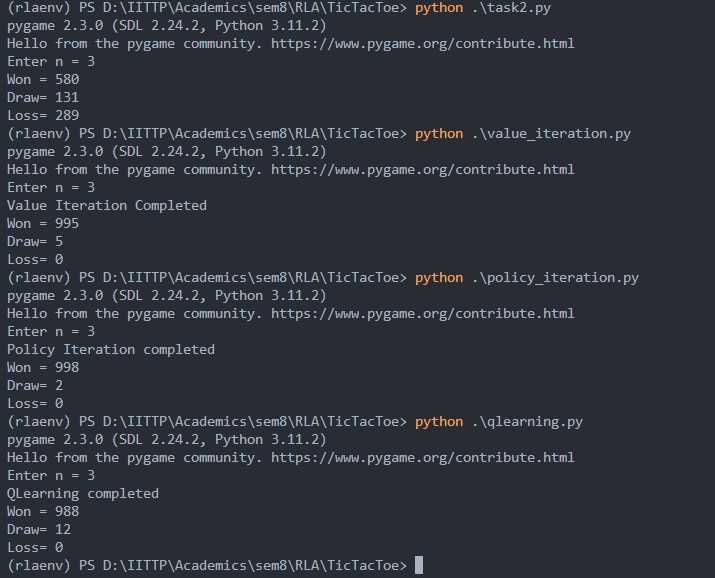 (rlaenv) PS D:\IITTP\Academics\sem8\RLA\TicTacToe> python .\task2.py
pygame 2.3.0 (SDL 2.24.2, Python 3.11.2)
Hello from the pygame community. https://www.pygame.org/contribute.html
Enter n = 3
Won = 580
Draw= 131
Loss= 289
(rlaenv) PS D:\IITTP\Academics\sem8\RLA\TicTacToe> python .\value_iteration.py
pygame 2.3.0 (SDL 2.24.2, Python 3.11.2)
Hello from the pygame community. https://www.pygame.org/contribute.html
Enter n = 3
Value Iteration Completed
Won = 995
Draw= 5
Loss= 0
(rlaenv) PS D:\IITTP\Academics\sem8\RLA\TicTacToe> python .\policy_iteration.py
pygame 2.3.0 (SDL 2.24.2, Python 3.11.2)
Hello from the pygame community. https://www.pygame.org/contribute.html
Enter n = 3
Policy Iteration completed
Won = 998
Draw= 2
Loss= 0
(rlaenv) PS D:\IITTP\Academics\sem8\RLA\TicTacToe> python .\qlearning.py
pygame 2.3.0 (SDL 2.24.2, Python 3.11.2)
Hello from the pygame community. https://www.pygame.org/contribute.html
Enter n = 3
QLearning completed
Won = 988
Draw= 12
Loss= 0
(rlaenv) PS D:\IITTP\Academics\sem8\RLA\TicTacToe>